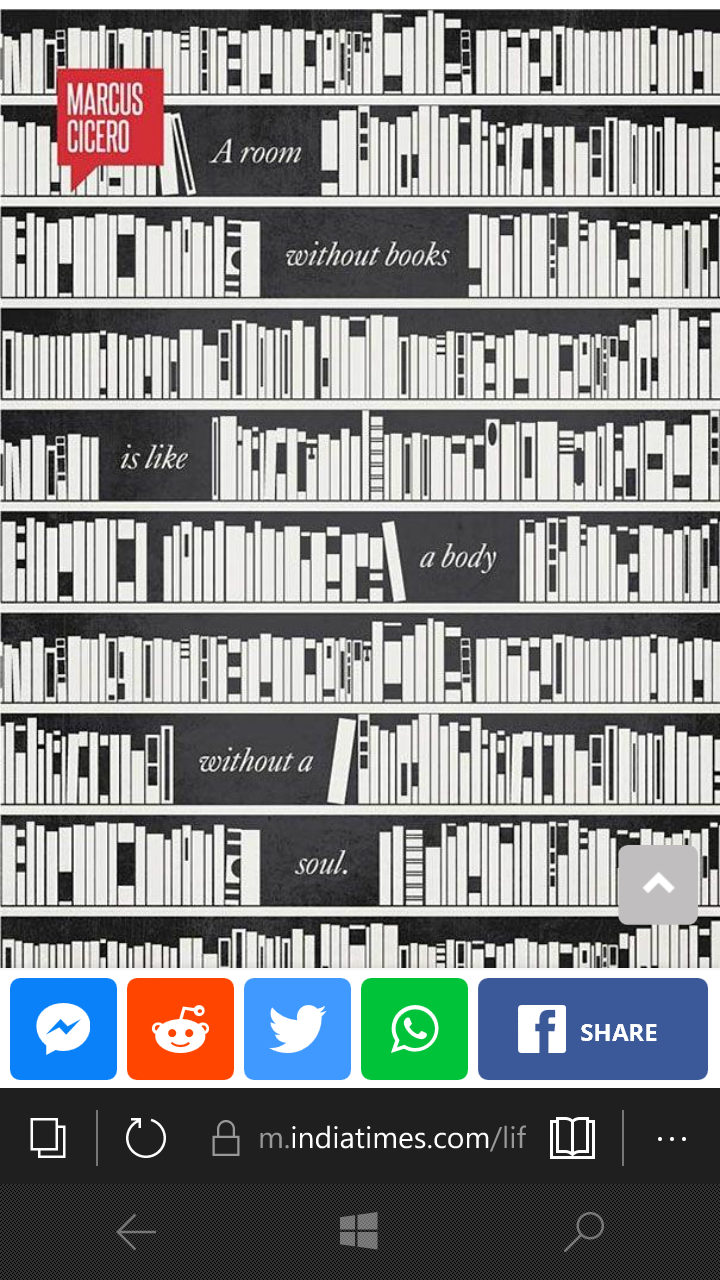 MARCUS
CICERO
A room
without books
is like
a body
without a
soul.
SHARE
m.indiatimes.com/lif